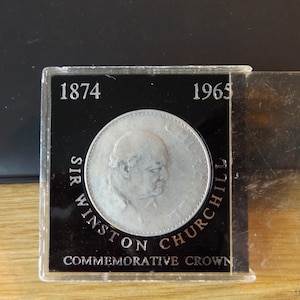 1874 1965
SIR WINSTON CHURCHILL
COMMEMORATIVE CROWN